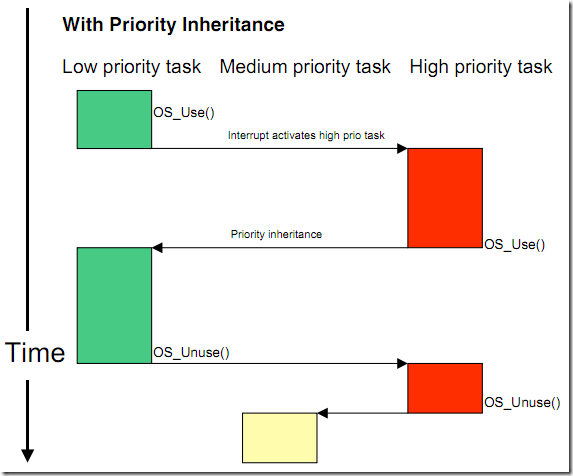 With Priority Inheritance
Low priority task Medium priority task High priority task
OS_Use()
Interrupt activates high prio task
Priority inheritance
OS_Use()
Time
OS_Unuse()
OS_Unuse()